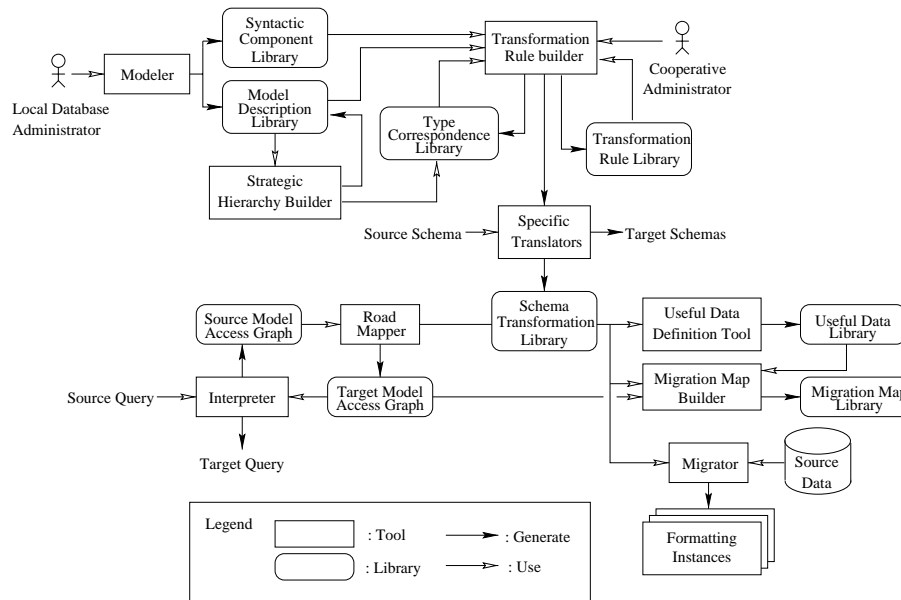 Syntactic
Component
Library
Transformation
Rule builder
Modeler
Cooperative
Administrator
Local Database
Administrator
Model
Description
Library
Type
Correspondence
Library
Transformation
Rule Library
Strategic
Hierarchy Builder
Source Schema
Specific
Translators
Target Schemas
Source Model
Access Graph
Road
Mapper
Schema
Transformation
Library
Useful Data
Definition Tool
Useful Data
Library
Source Query
Interpreter
Target Model
Access Graph
Migration Map
Builder
Migration Map
Library
Target Query
Migrator
Source
Data
Legend
: Tool
: Generate
: Library
: Use
Formatting
Instances